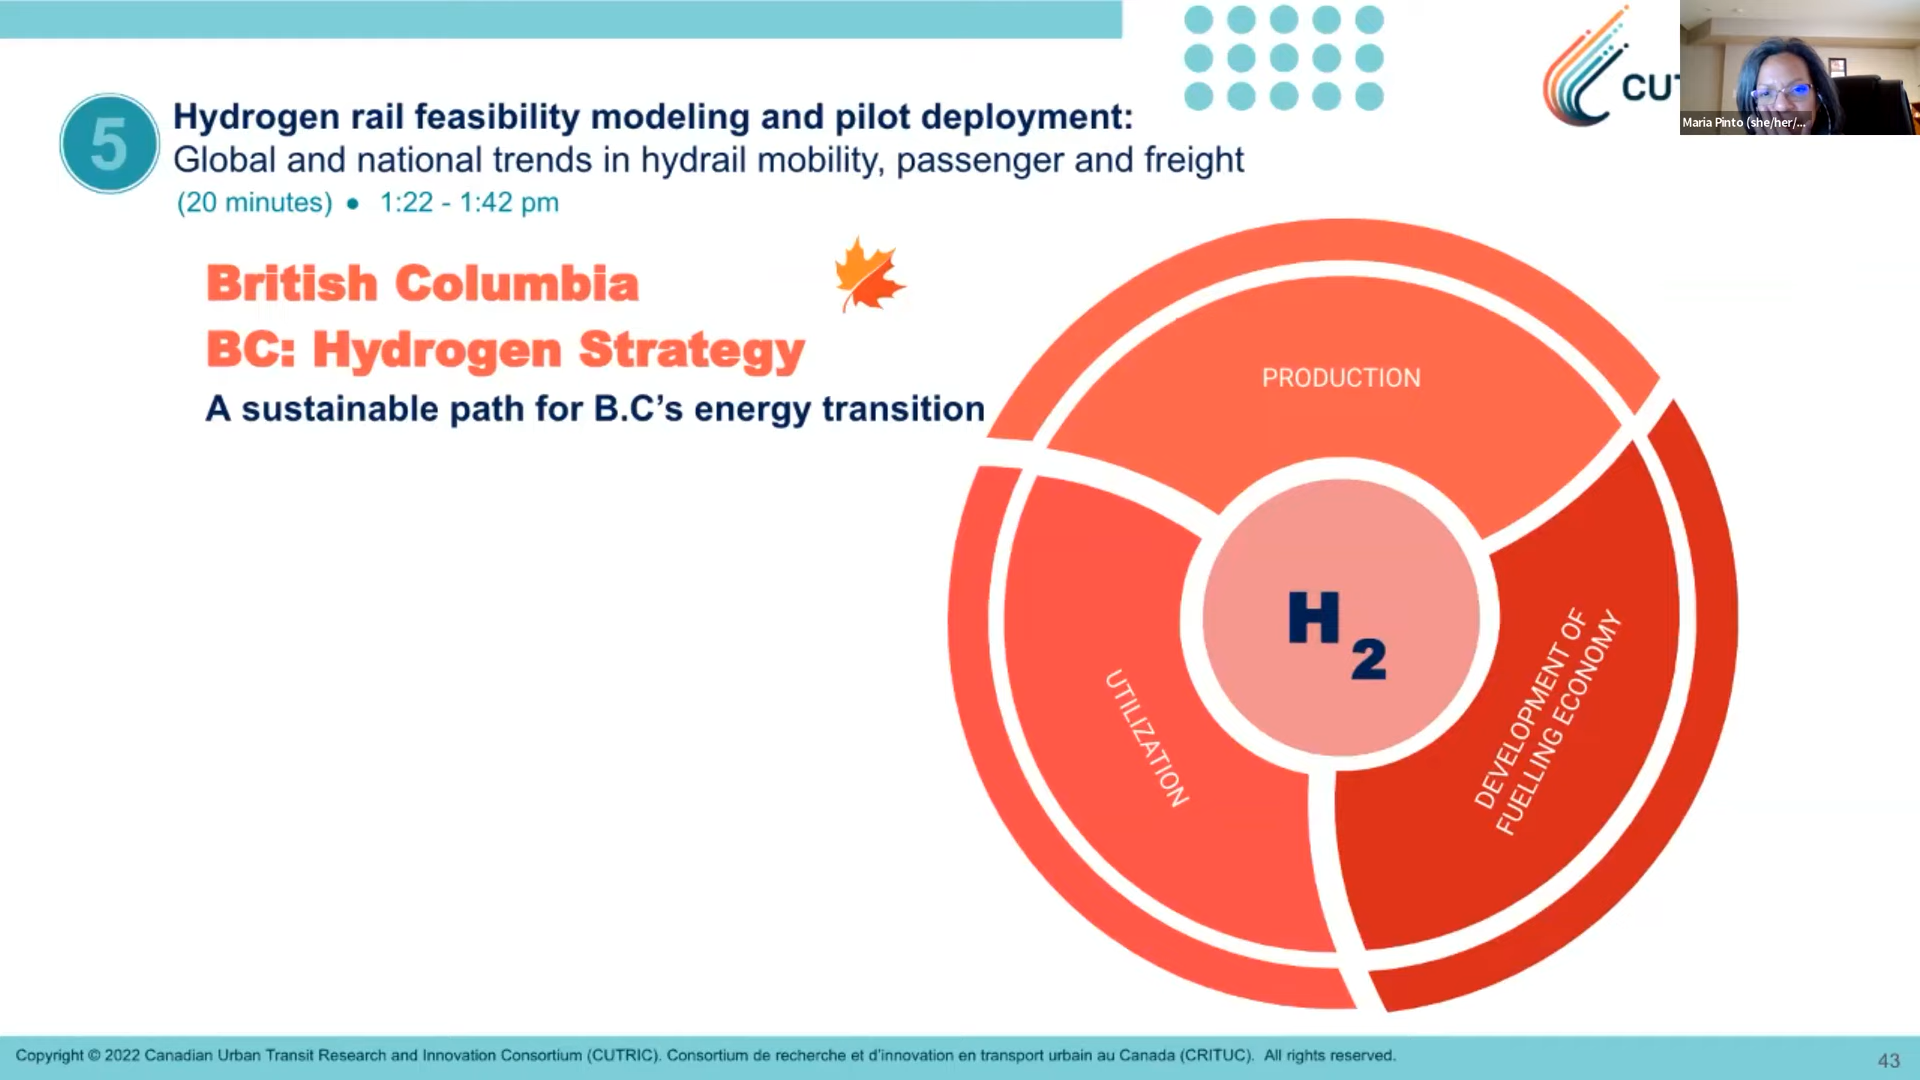 5
Hydrogen rail feasibility modeling and pilot deployment:
Global and national trends in hydrail mobility, passenger and freight
(20 minutes) ● 1:22 - 1:42 pm
CUT
Maria Pinto (she/her/...
British Columbia
BC: Hydrogen Strategy
A sustainable path for B.C’s energy transition
PRODUCTION
H2
UTILIZATION
DEVELOPMENT OF
FUELLING ECONOMY
Copyright © 2022 Canadian Urban Transit Research and Innovation Consortium (CUTRIC). Consortium de recherche et d’innovation en transport urbain au Canada (CRITUC). All rights reserved.
43